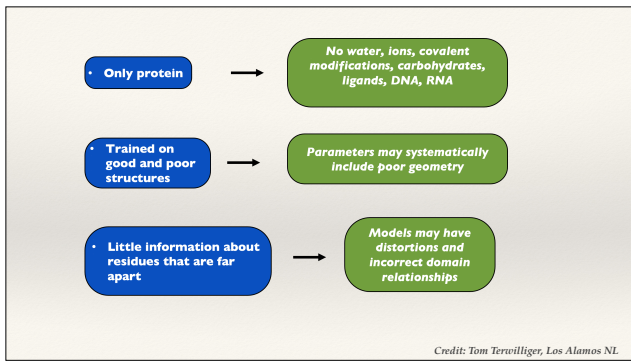 • Only protein
No water, ions, covalent
modifications, carbohydrates,
ligands, DNA, RNA
• Trained on
good and poor
structures
Parameters may systematically
include poor geometry
• Little information about
residues that are far
apart
Models may have
distortions and
incorrect domain
relationships
Credit: Tom Terwilliger, Los Alamos NL